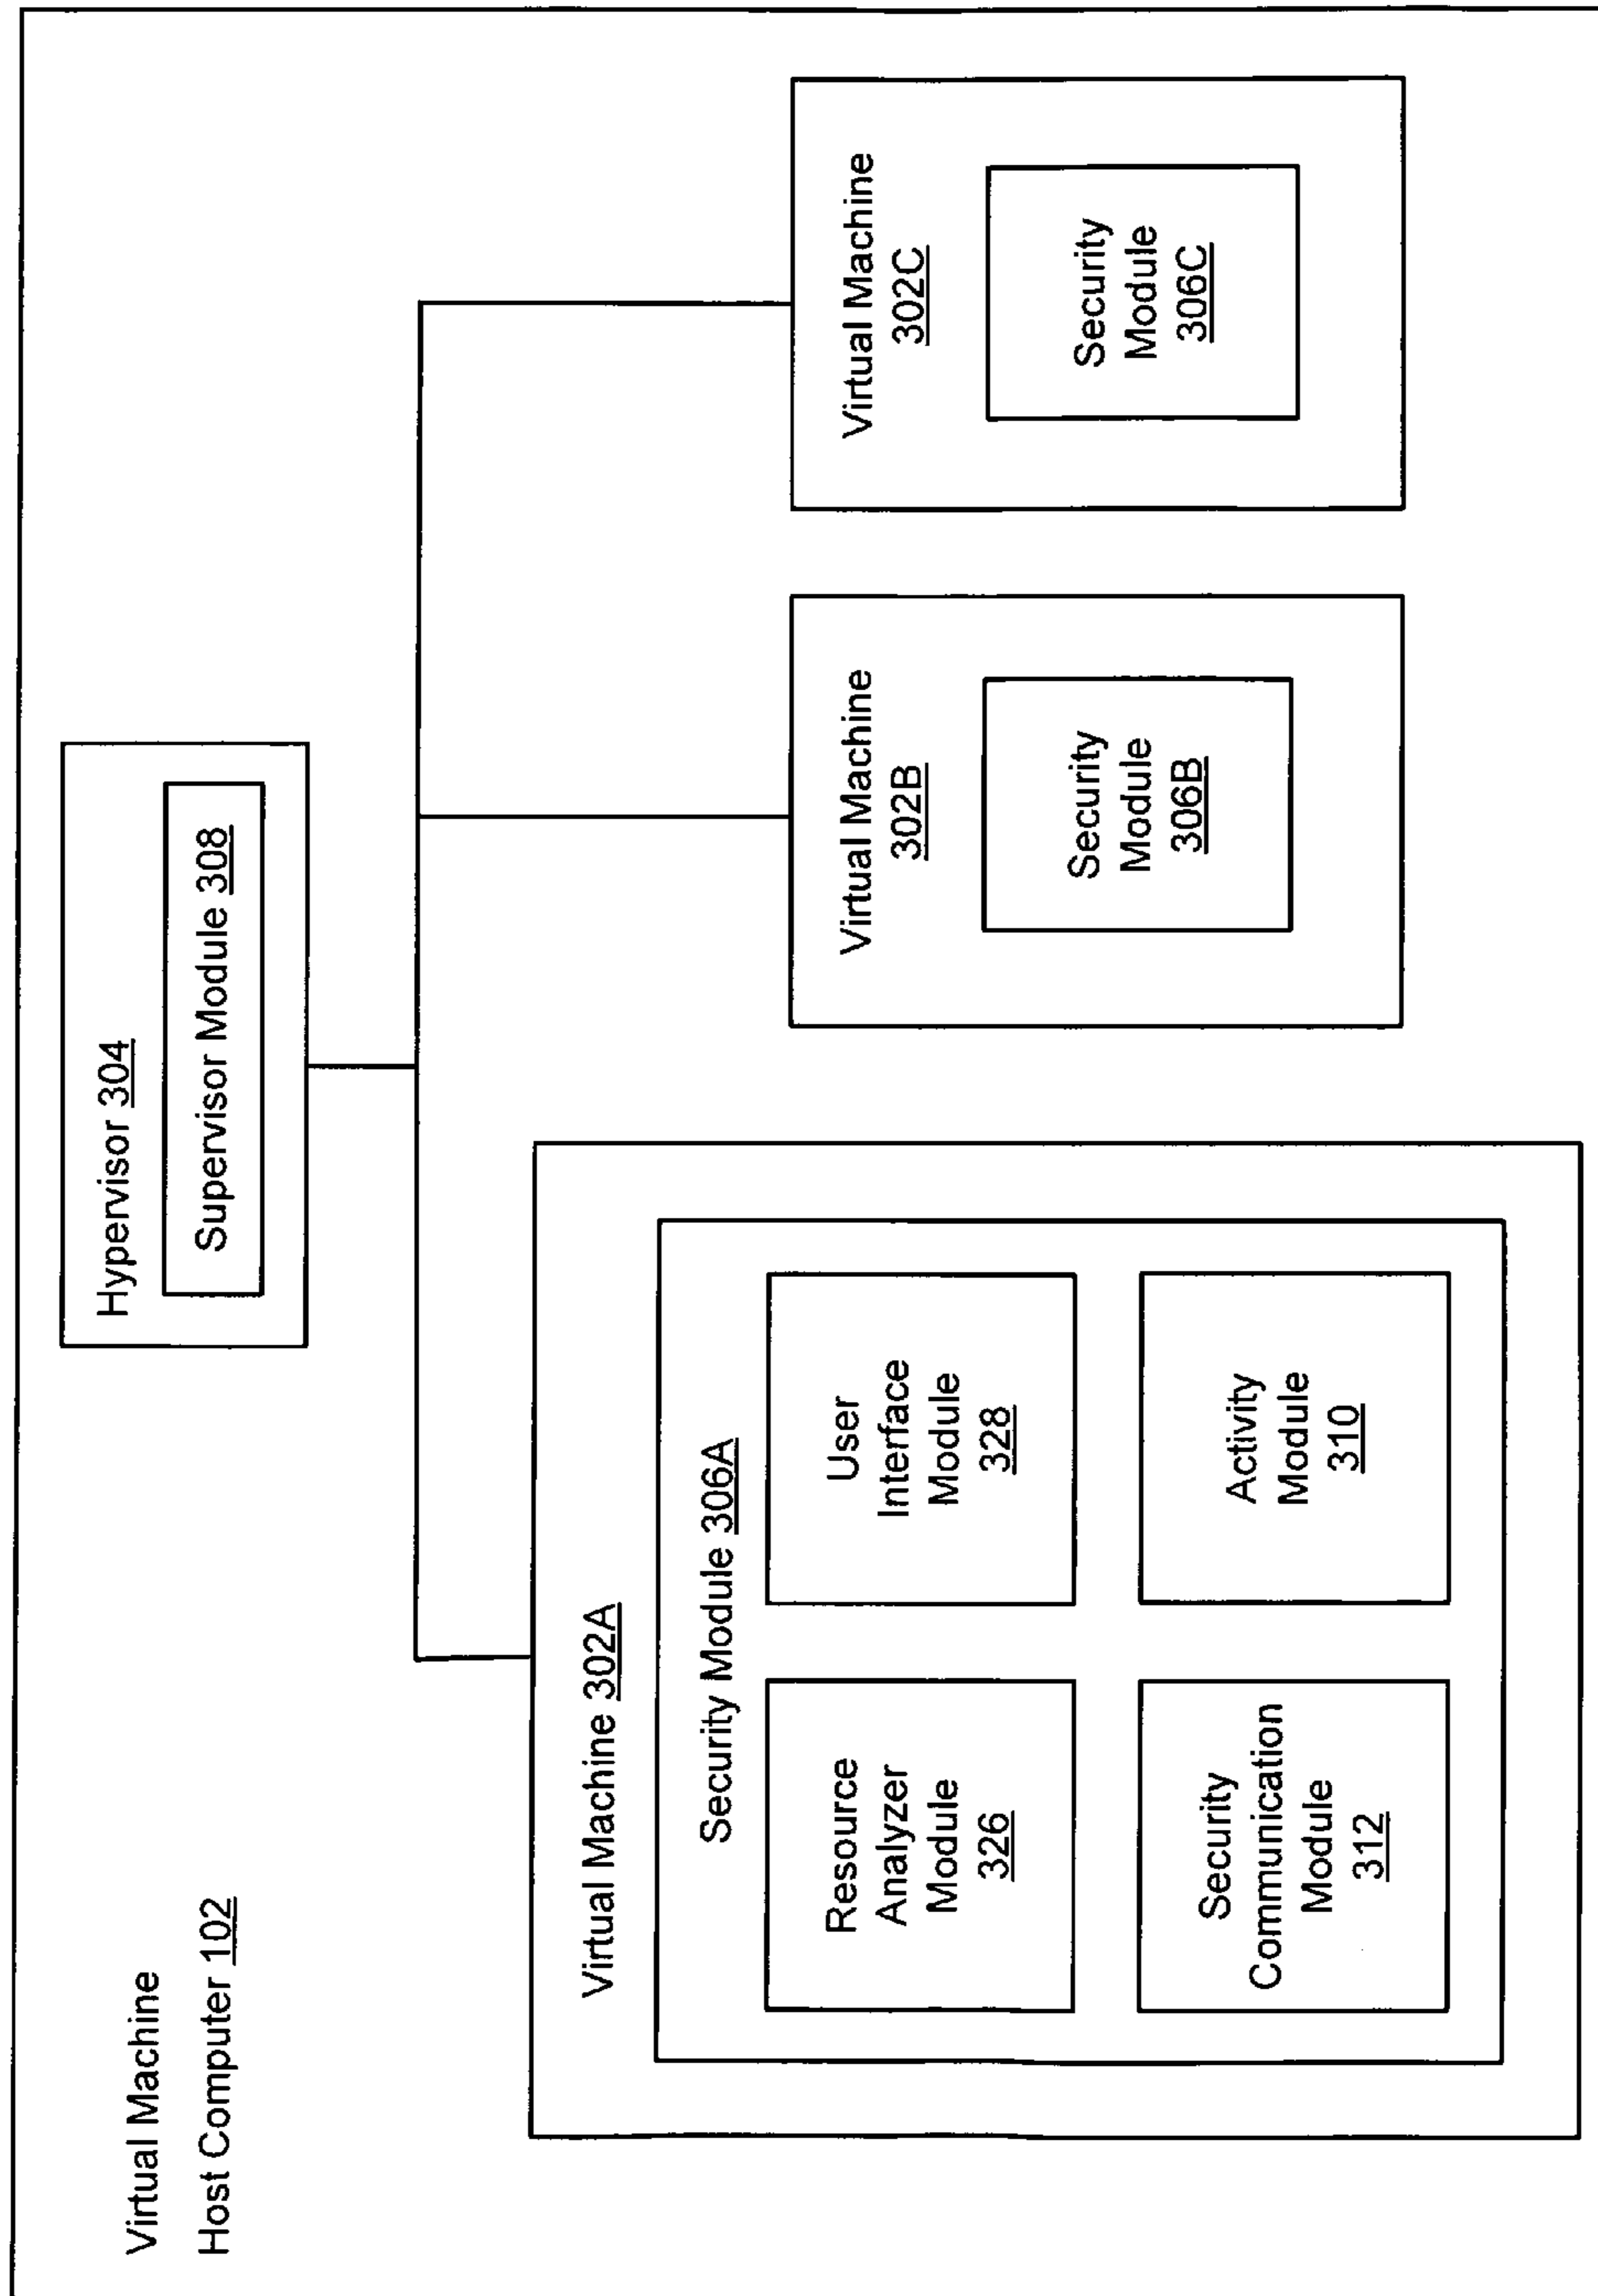 Virtual Machine
Host Computer 102
Hypervisor 304
Supervisor Module 308
Virtual Machine 302A
Security Module 306A
Resource
Analyzer
Module
326
User
Interface
Module
328
Security
Communication
Module
312
Activity
Module
310
Virtual Machine
302B
Security
Module
306B
Virtual Machine
302C
Security
Module
306C